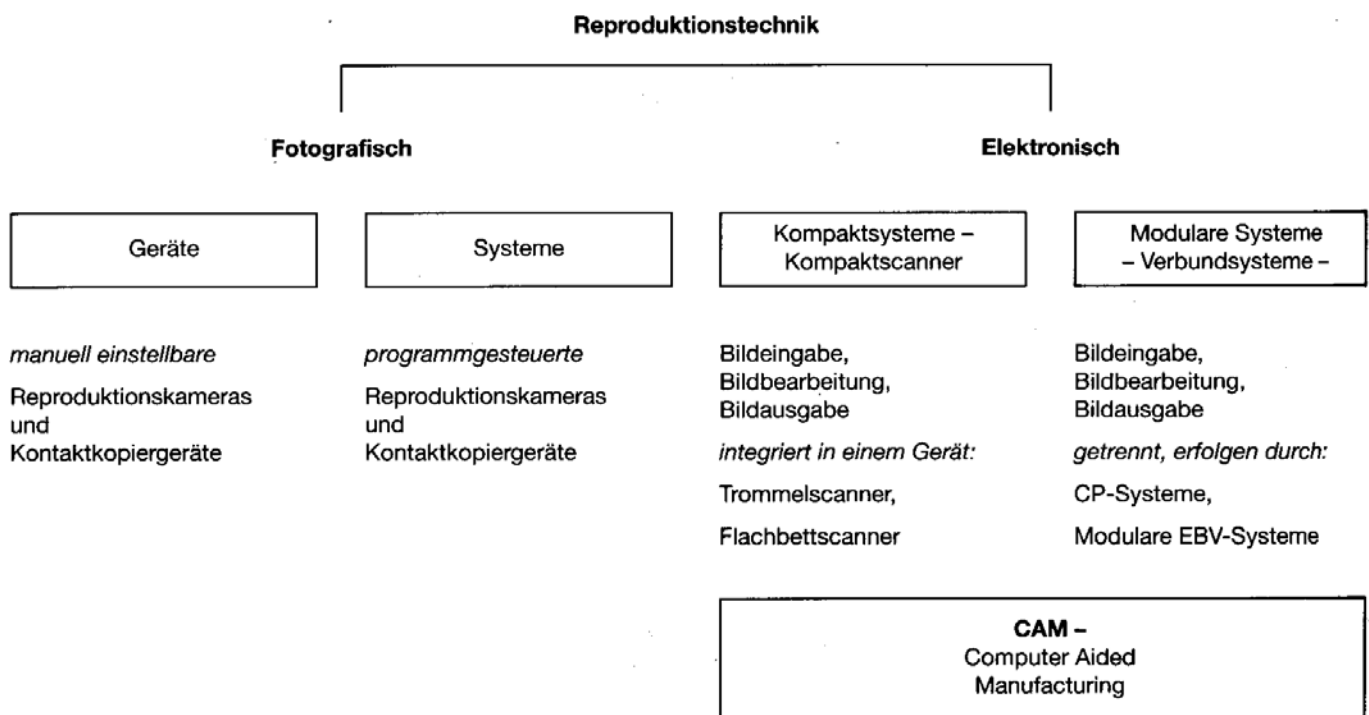 Reproduktionstechnik
Fotografisch
Elektronisch
Geräte
Systeme
Kompaktsysteme –
Kompaktscanner
Modulare Systeme
– Verbundsysteme –
manuell einstellbare
Reproduktionskameras
und
Kontaktkopiergeräte
programmgesteuerte
Reproduktionskameras
und
Kontaktkopiergeräte
Bildeingabe,
Bildbearbeitung,
Bildausgabe
integriert in einem Gerät:
Trommelscanner,
Flachbettscanner
Bildeingabe,
Bildbearbeitung,
Bildausgabe
getrennt, erfolgen durch:
CP-Systeme,
Modulare EBV-Systeme
CAM –
Computer Aided
Manufacturing